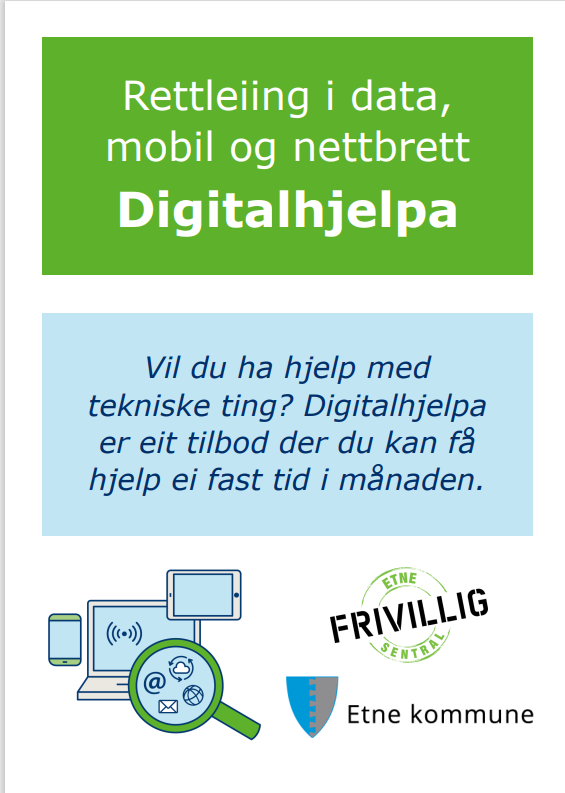 Rettleiing i data,
mobil og nettbrett
Digitalhjelpa
Vil du ha hjelp med
tekniske ting? Digitalhjelpa
er eit tilbod der du kan få
hjelp ei fast tid i månaden.
@
ETNE
FRIVILLIG
SENTRAL
Etne kommune